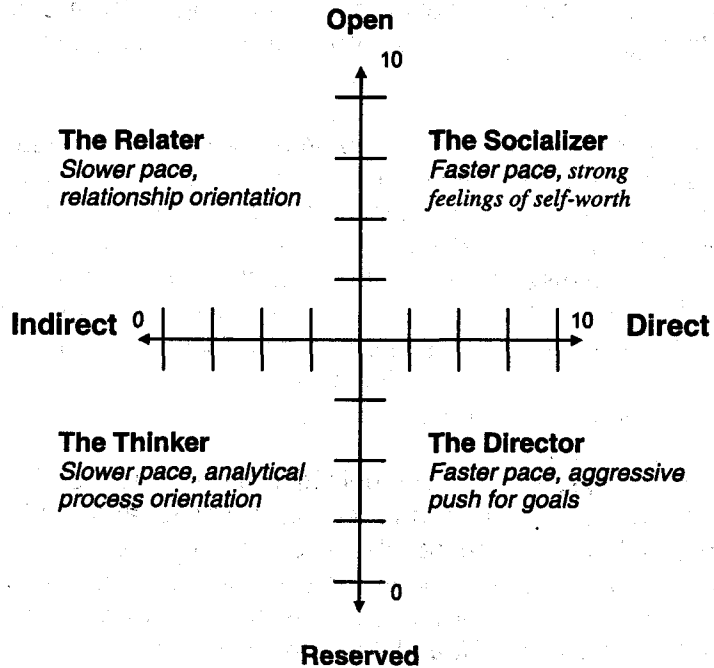 Open
10
The Relater
Slower pace,
relationship orientation
The Socializer
Faster pace, strong
feelings of self-worth
Indirect 0
10 Direct
The Thinker
Slower pace, analytical
process orientation
The Director
Faster pace, aggressive
push for goals
0
Reserved